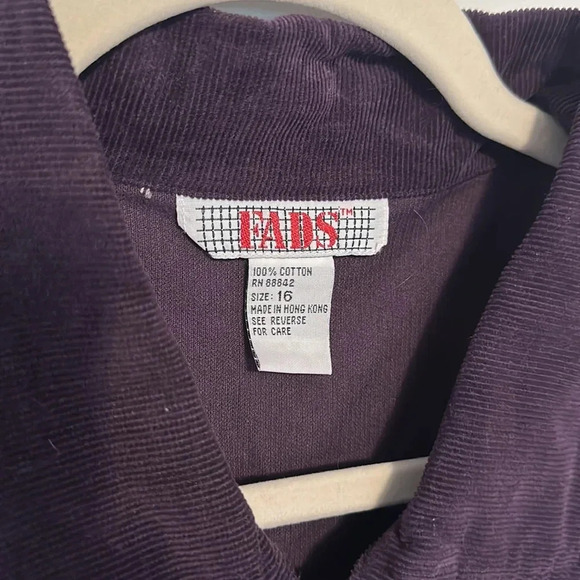 FADS™
100% COTTON
RN 88842
SIZE: 16
MADE IN HONG KONG
SEE REVERSE
FOR CARE